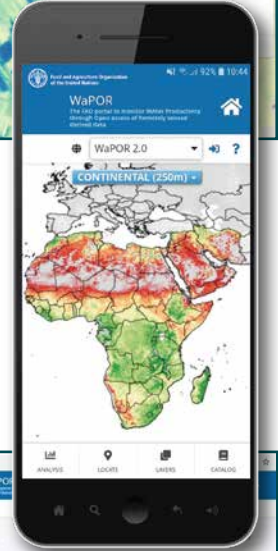 Food and Agriculture Organization
of the United Nations
92% 10:44
WaPOR
The FAO portal to monitor Water Productivity
through Open access of Remotely sensed
derived data
WaPOR 2.0
?
CONTINENTAL (250m)
ANALYSIS
LOCATE
LAYERS
CATALOG